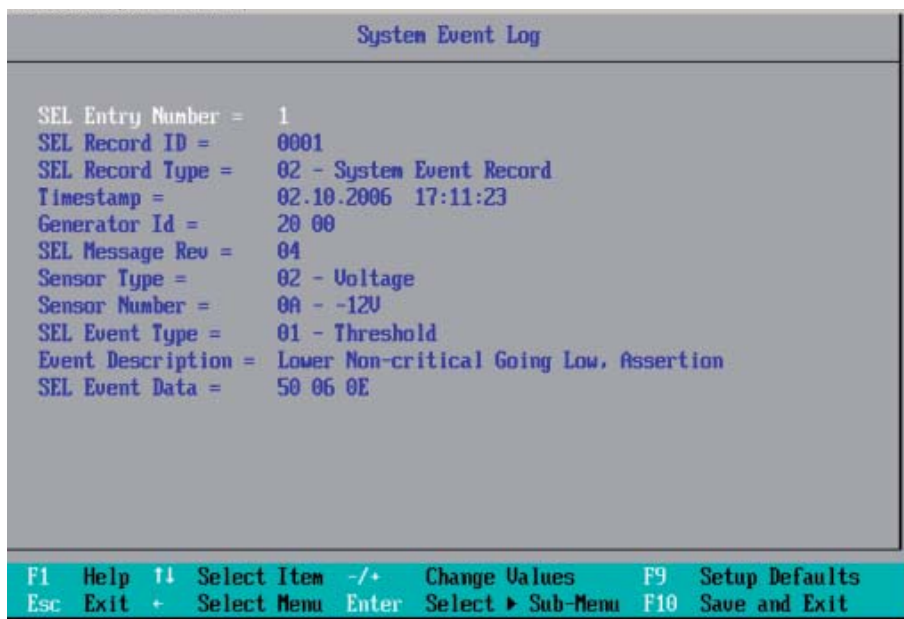 System Event Log
SEL Entry Number = 1
SEL Record ID = 0001
SEL Record Type = 02 - System Event Record
Timestamp = 02.10.2006 17:11:23
Generator Id = 20 00
SEL Message Rev = 04
Sensor Type = 02 - Voltage
Sensor Number = 0A - -12V
SEL Event Type = 01 - Threshold
Event Description = Lower Non-critical Going Low, Assertion
SEL Event Data = 50 06 0E
F1 Help ↑↓ Select Item -/+ Change Values F9 Setup Defaults
Esc Exit ← Select Menu Enter Select ▶ Sub-Menu F10 Save and Exit